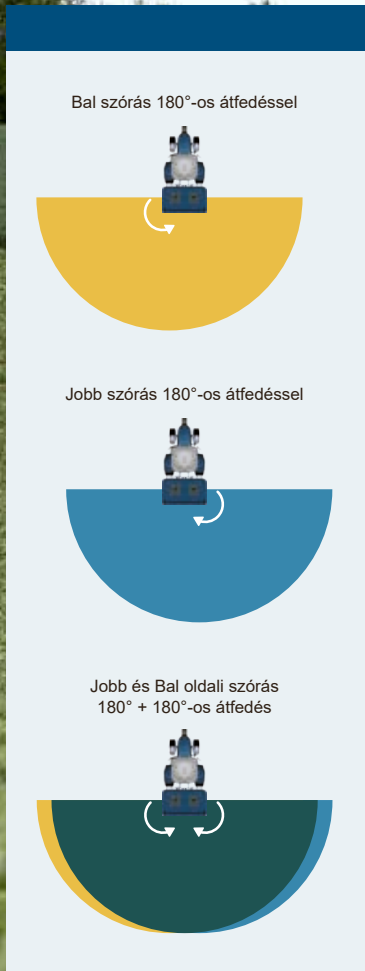 Bal szórás 180°-os átfedéssel
Jobb szórás 180°-os átfedéssel
Jobb és Bal oldali szórás
180° + 180°-os átfedés